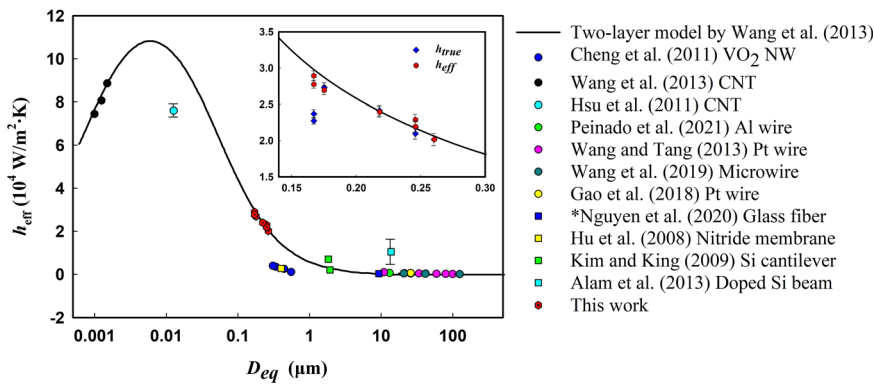 12
10
8
6
4
2
0
-2
h_eff (10⁴ W/m²·K)
0.001 0.01 0.1 1 10 100
D_eq (μm)
3.5
3.0
2.5
2.0
1.5
0.15 0.20 0.25 0.30
h_true
h_eff
Two-layer model by Wang et al. (2013)
Cheng et al. (2011) VO₂ NW
Wang et al. (2013) CNT
Hsu et al. (2011) CNT
Peinado et al. (2021) Al wire
Wang and Tang (2013) Pt wire
Wang et al. (2019) Microwire
Gao et al. (2018) Pt wire
*Nguyen et al. (2020) Glass fiber
Hu et al. (2008) Nitride membrane
Kim and King (2009) Si cantilever
Alam et al. (2013) Doped Si beam
This work